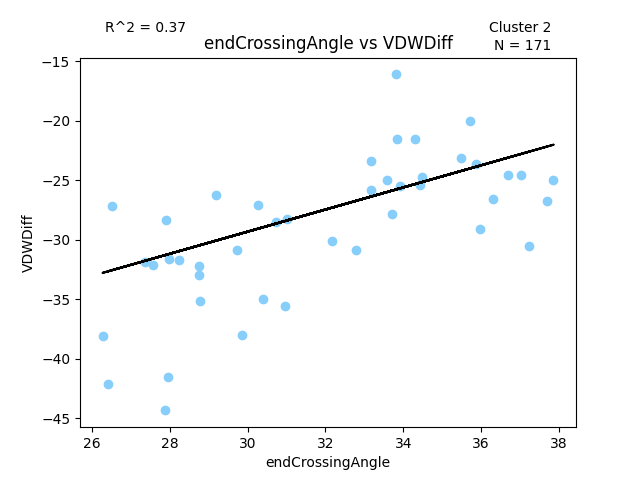 R^2 = 0.37
Cluster 2
N = 171
endCrossingAngle vs VDWDiff
−15
−20
−25
−30
−35
−40
−45
VDWDiff
26 28 30 32 34 36 38
endCrossingAngle